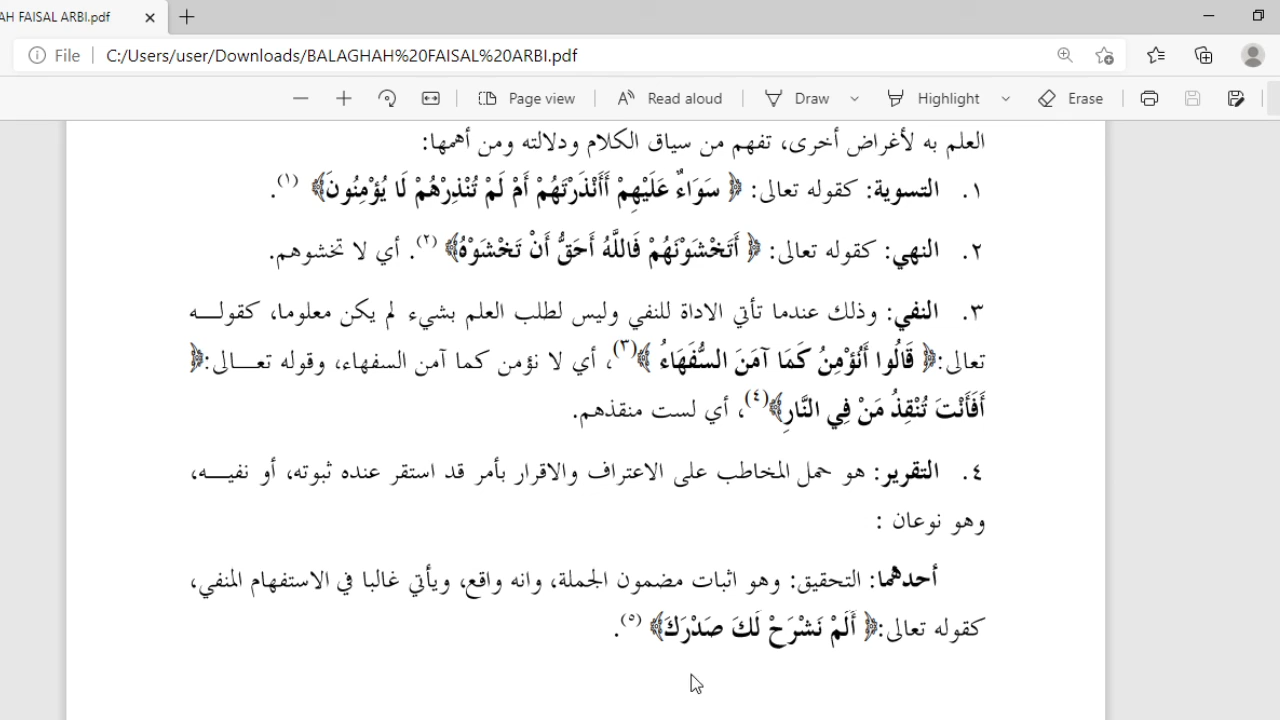 AH FAISAL ARBI.pdf
File C:/Users/user/Downloads/BALAGHAH%20FAISAL%20ARBI.pdf
Page view Read aloud Draw Highlight Erase
العلم به لأغراض أخرى، تفهم من سياق الكلام ودلالته ومن أهمها:
١. التسوية: كقوله تعالى: ﴿ سَوَاءٌ عَلَيْهِمْ أَأَنْذَرْتَهُمْ أَمْ لَمْ تُنْذِرْهُمْ لَا يُؤْمِنُونَ﴾ (١).
٢. النهي: كقوله تعالى: ﴿ أَتَخْشَوْنَهُمْ فَاللَّهُ أَحَقُّ أَنْ تَخْشَوْهُ﴾ (٢). أي لا تخشوهم.
٣. النفي: وذلك عندما تأتي الاداة للنفي وليس لطلب العلم بشيء لم يكن معلوما، كقولـــه
تعالى:﴿ قَالُوا أَنُؤْمِنُ كَمَا آمَنَ السُّفَهَاءُ ﴾(٣)، أي لا نؤمن كما آمن السفهاء، وقوله تعـــالى:﴿
أَفَأَنْتَ تُنْقِذُ مَنْ فِي النَّارِ﴾(٤)، أي لست منقذهم.
٤. التقرير: هو حمل المخاطب على الاعتراف والاقرار بأمر قد استقر عنده ثبوته، أو نفيـــه،
وهو نوعان :
أحدهما: التحقيق: وهو اثبات مضمون الجملة، وانه واقع، ويأتي غالبا في الاستفهام المنفي،
كقوله تعالى:﴿ أَلَمْ نَشْرَحْ لَكَ صَدْرَكَ﴾ (٥).